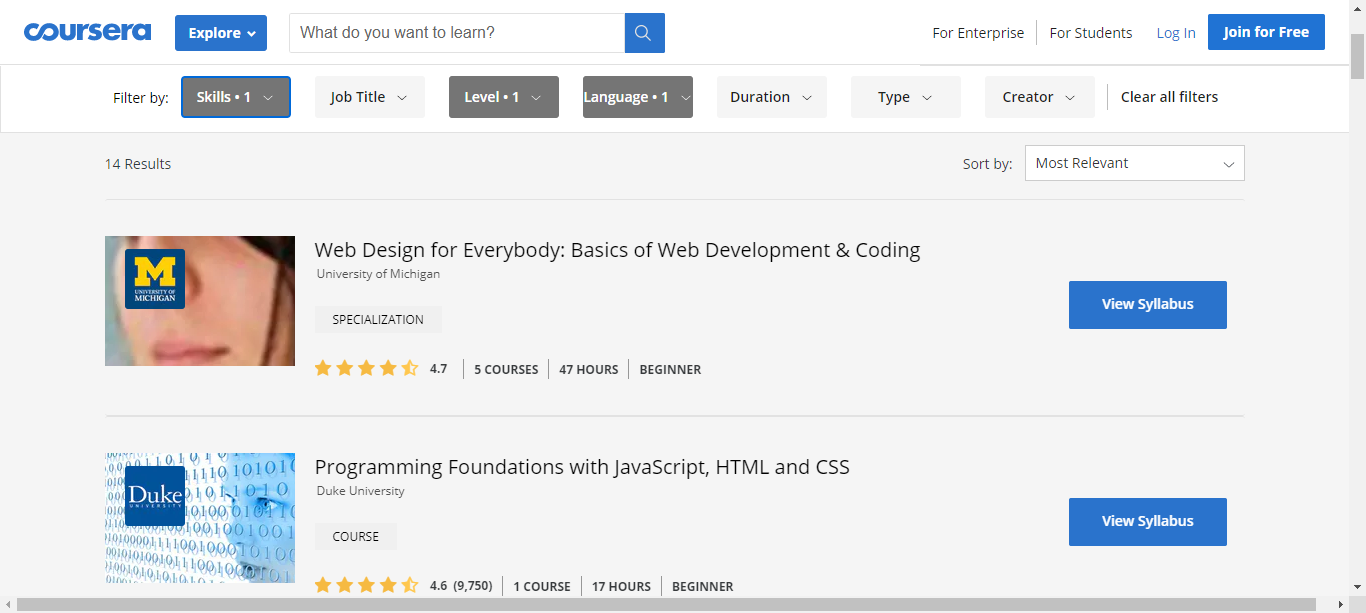 coursera
Explore
What do you want to learn?
For Enterprise
For Students
Log In
Join for Free
Filter by:
Skills • 1
Job Title
Level • 1
Language • 1
Duration
Type
Creator
Clear all filters
14 Results
Sort by:
Most Relevant
M
UNIVERSITY OF
MICHIGAN
Web Design for Everybody: Basics of Web Development & Coding
University of Michigan
SPECIALIZATION
4.7
5 COURSES
47 HOURS
BEGINNER
View Syllabus
Duke
UNIVERSITY
Programming Foundations with JavaScript, HTML and CSS
Duke University
COURSE
4.6 (9,750)
1 COURSE
17 HOURS
BEGINNER
View Syllabus